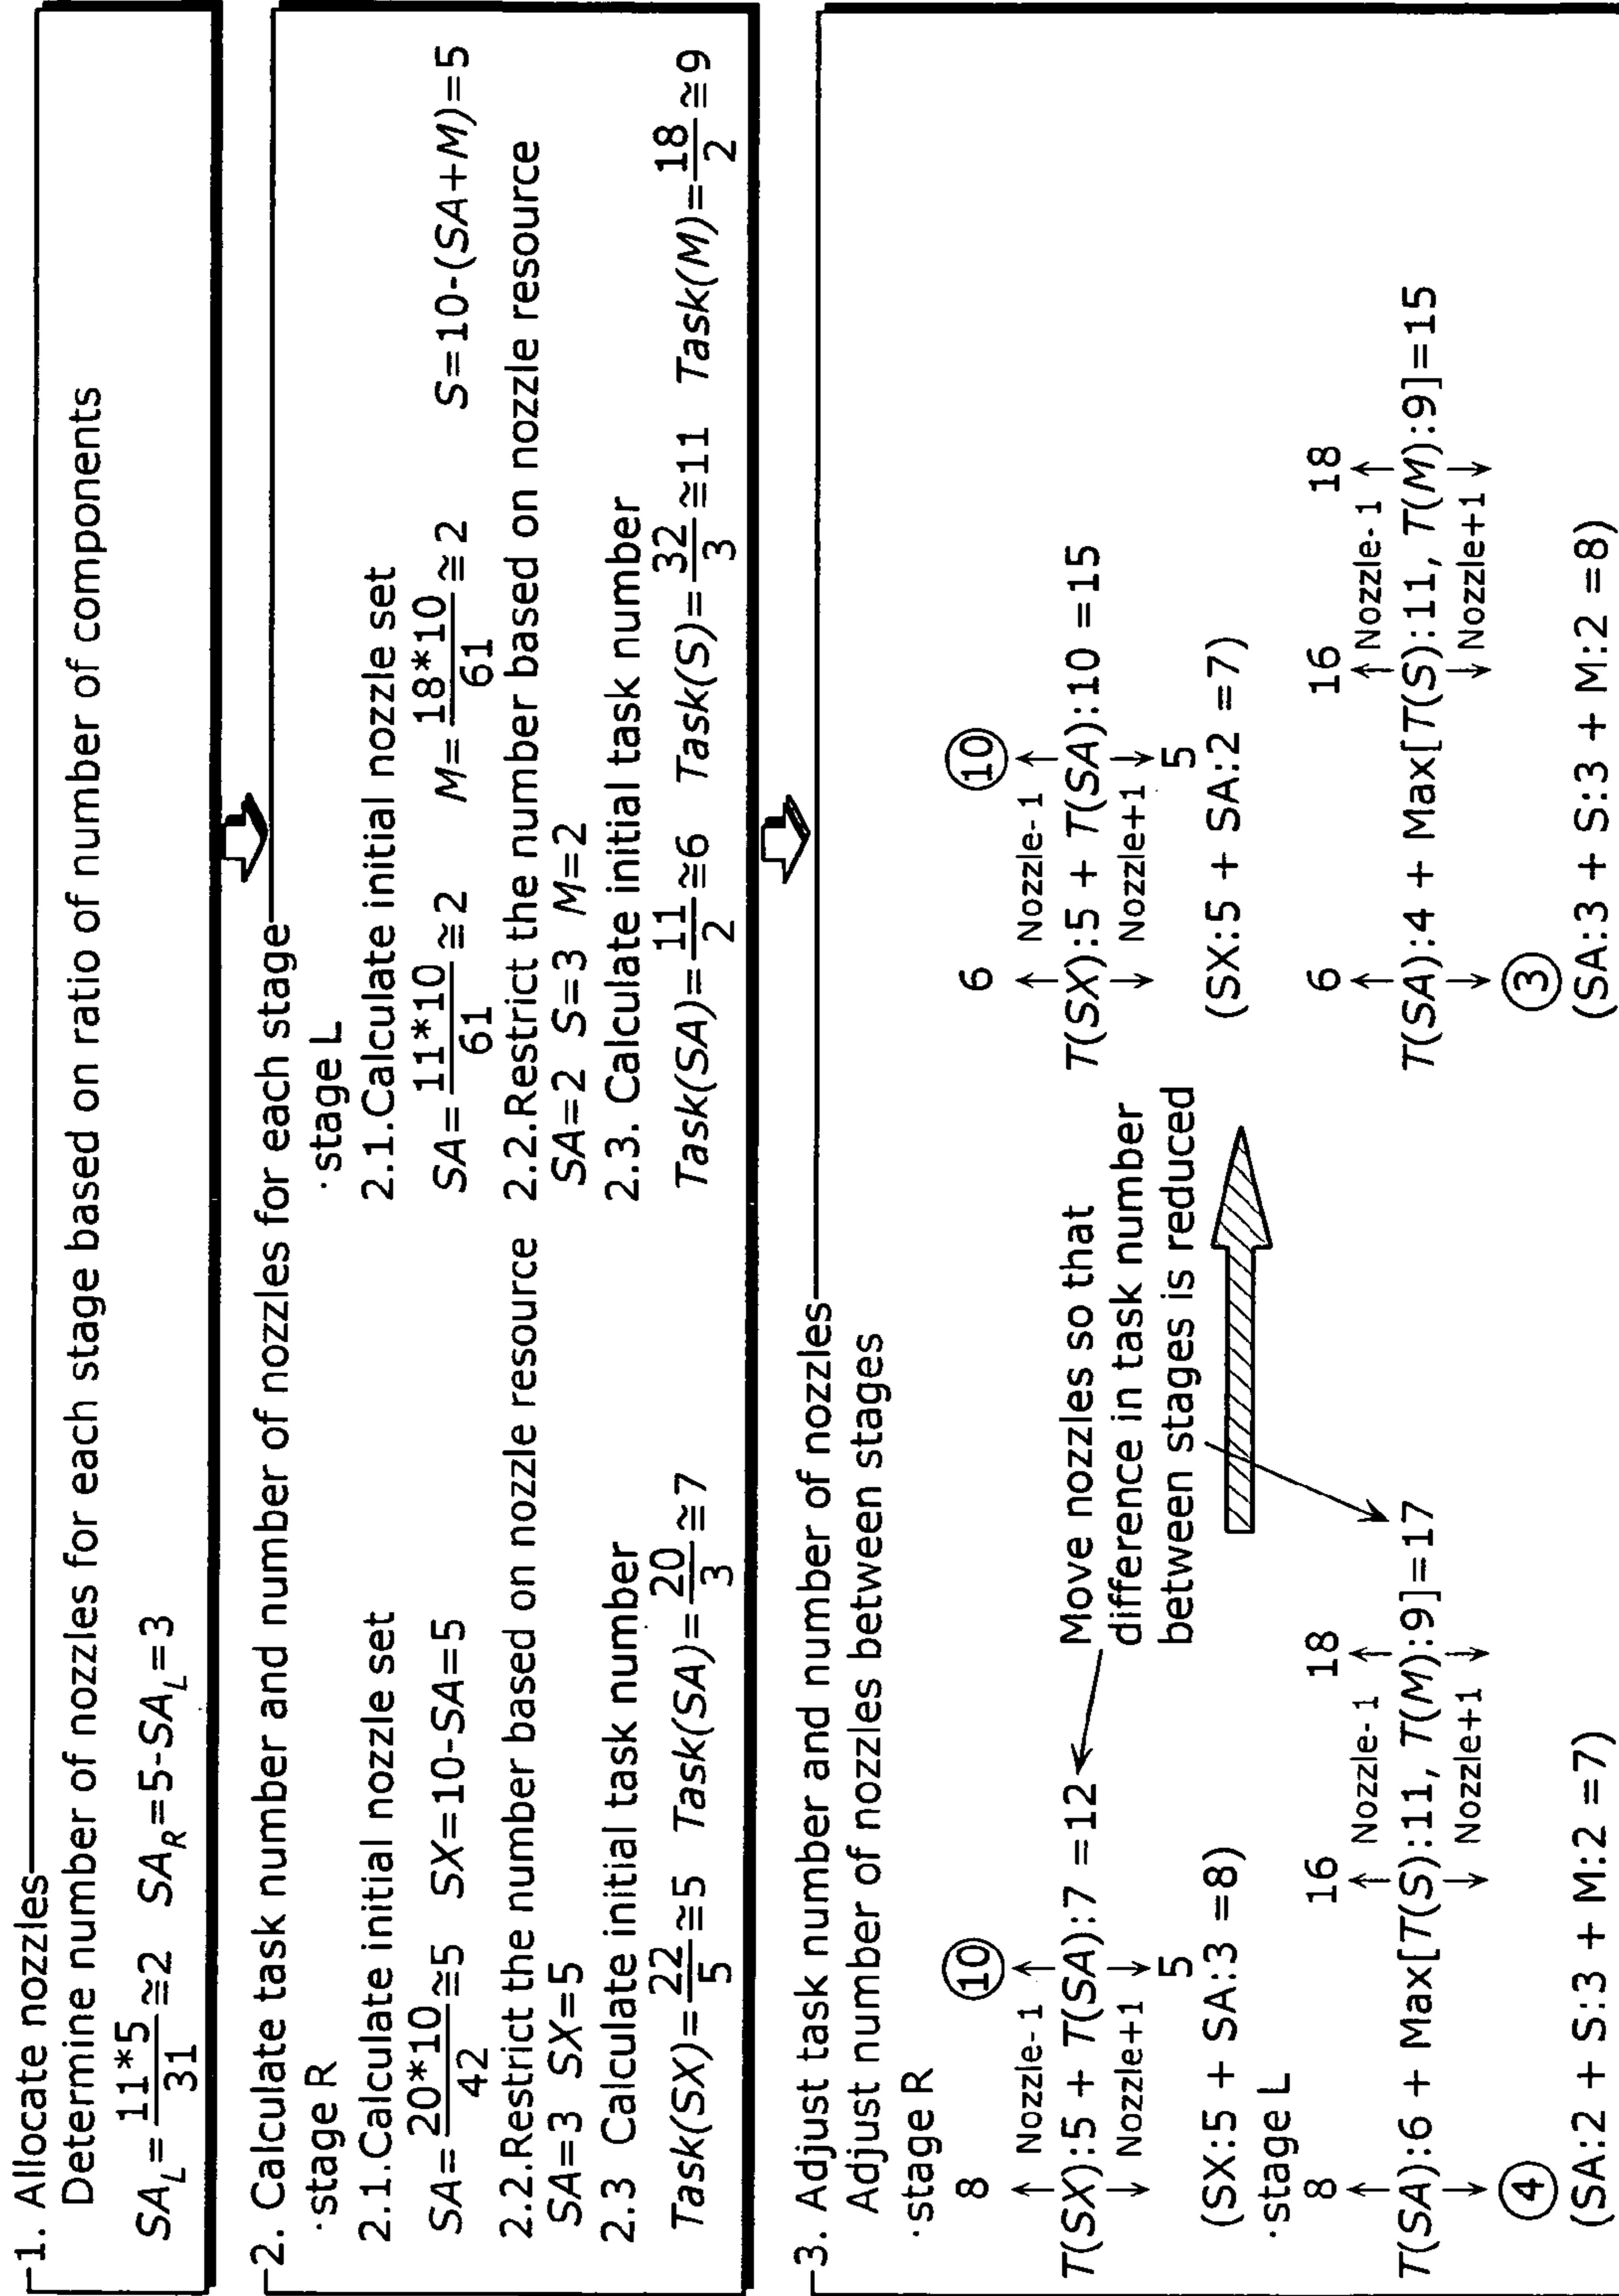 1. Allocate nozzles
Determine number of nozzles for each stage based on ratio of number of components
SA_L = 11*5/31 ≅ 2   SA_R = 5-SA_L = 3
2. Calculate task number and number of nozzles for each stage
·stage R
2.1.Calculate initial nozzle set
SA = 20*10/42 ≅ 5   SX=10-SA=5
2.2.Restrict the number based on nozzle resource
SA=3 SX=5
2.3 Calculate initial task number
Task(SX) = 22/5 ≅ 5   Task(SA) = 20/3 ≅ 7
·stage L
2.1.Calculate initial nozzle set
SA = 11*10/61 ≅ 2   M = 18*10/61 ≅ 2   S=10-(SA+M)=5
2.2.Restrict the number based on nozzle resource
SA=2 S=3 M=2
2.3. Calculate initial task number
Task(SA) = 11/2 ≅ 6   Task(S) = 32/3 ≅ 11   Task(M) = 18/2 ≅ 9
3. Adjust task number and number of nozzles
Adjust number of nozzles between stages
·stage R
8   10
↑ Nozzle-1 ↑
T(SX):5 + T(SA):7 =12
↓ Nozzle+1 ↓
5
(SX:5 + SA:3 =8)
·stage L
8   16   18
↑   ↑ Nozzle-1 ↑
T(SA):6 + Max[T(S):11, T(M):9]=17
↓   ↓ Nozzle+1 ↓
4
(SA:2 + S:3 + M:2 =7)
Move nozzles so that
difference in task number
between stages is reduced
6   10
↑ Nozzle-1 ↑
T(SX):5 + T(SA):10 =15
↓ Nozzle+1 ↓
5
(SX:5 + SA:2 =7)
6   16   18
↑   ↑ Nozzle-1 ↑
T(SA):4 + Max[T(S):11, T(M):9]=15
↓   ↓ Nozzle+1 ↓
3
(SA:3 + S:3 + M:2 =8)